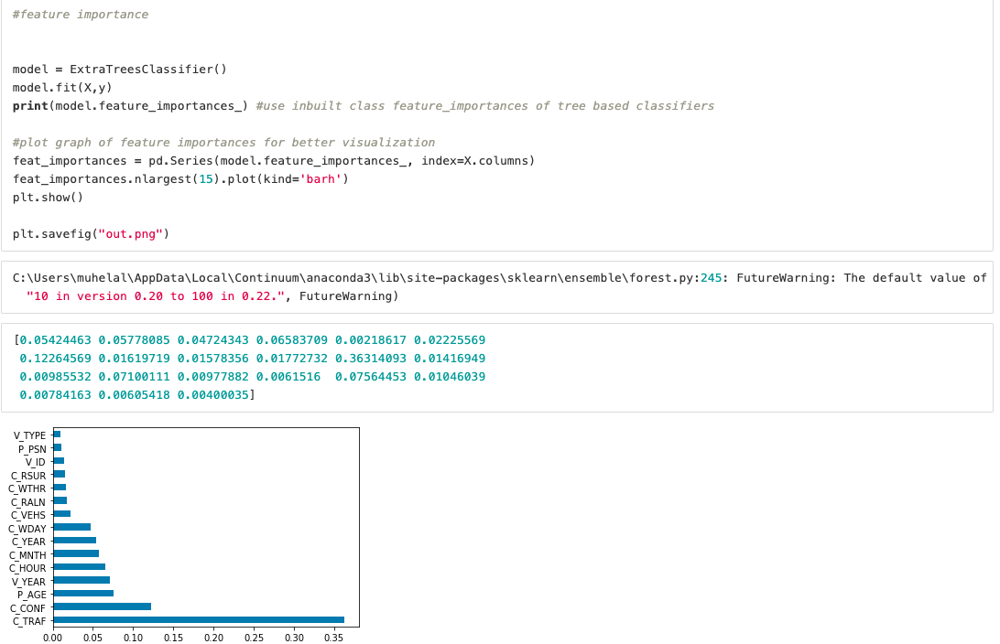 #feature importance
model = ExtraTreesClassifier()
model.fit(X,y)
print(model.feature_importances_) #use inbuilt class feature_importances of tree based classifiers
#plot graph of feature importances for better visualization
feat_importances = pd.Series(model.feature_importances_, index=X.columns)
feat_importances.nlargest(15).plot(kind='barh')
plt.show()
plt.savefig("out.png")
C:\Users\muhelal\AppData\Local\Continuum\anaconda3\lib\site-packages\sklearn\ensemble\forest.py:245: FutureWarning: The default value of
"10 in version 0.20 to 100 in 0.22.", FutureWarning)
[0.05424463 0.05778085 0.04724343 0.06583709 0.00218617 0.02225569
0.12264569 0.01619719 0.01578356 0.01772732 0.36314093 0.01416949
0.00985532 0.07100111 0.00977882 0.0061516  0.07564453 0.01046039
0.00784163 0.00605418 0.00400035]
V_TYPE
P_PSN
V_ID
C_RSUR
C_WTHR
C_RALN
C_VEHS
C_WDAY
C_YEAR
C_MNTH
C_HOUR
V_YEAR
P_AGE
C_CONF
C_TRAF
0.00 0.05 0.10 0.15 0.20 0.25 0.30 0.35